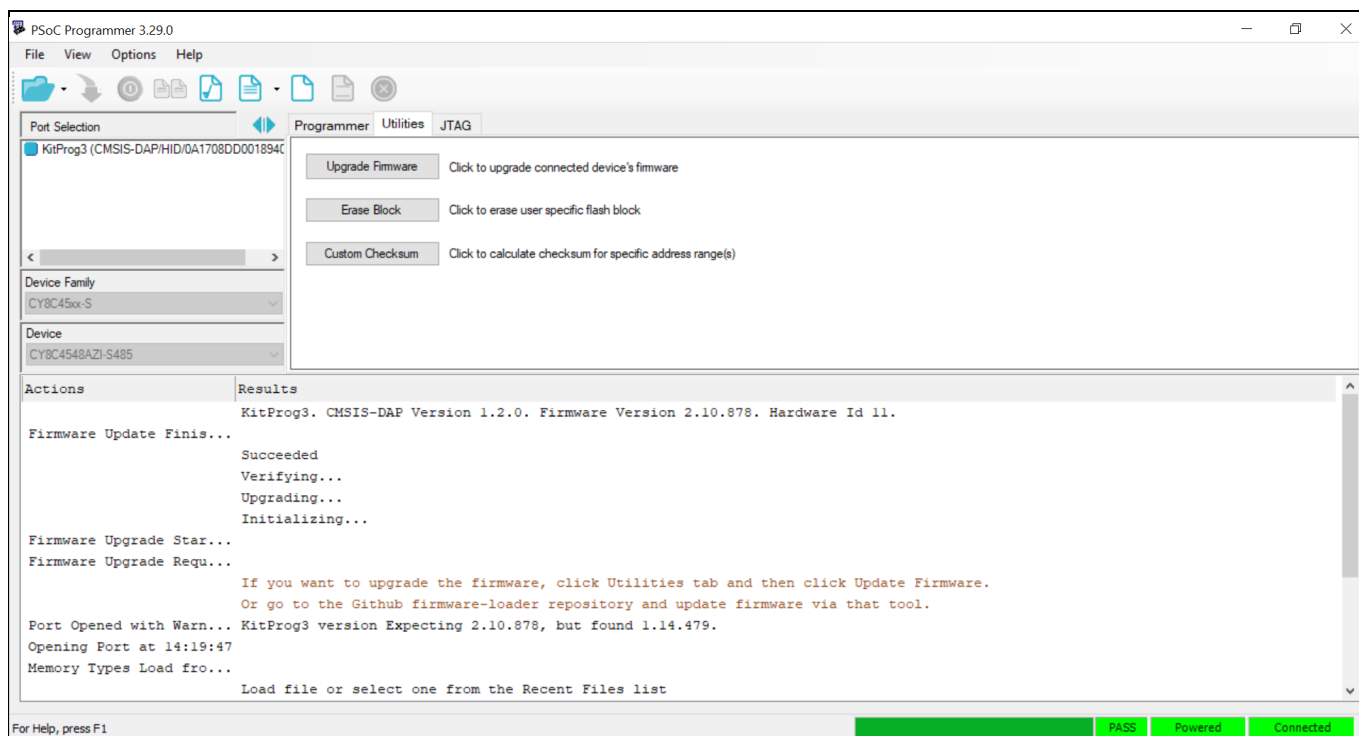 PSoC Programmer 3.29.0
File View Options Help
Port Selection
KitProg3 (CMSIS-DAP/HID/0A1708DD0018940
Programmer Utilities JTAG
Upgrade Firmware Click to upgrade connected device's firmware
Erase Block Click to erase user specific flash block
Custom Checksum Click to calculate checksum for specific address range(s)
Device Family
CY8C45xx-S
Device
CY8C4548AZI-S485
Actions Results
KitProg3. CMSIS-DAP Version 1.2.0. Firmware Version 2.10.878. Hardware Id 11.
Firmware Update Finis...
Succeeded
Verifying...
Upgrading...
Initializing...
Firmware Upgrade Star...
Firmware Upgrade Requ...
If you want to upgrade the firmware, click Utilities tab and then click Update Firmware.
Or go to the Github firmware-loader repository and update firmware via that tool.
Port Opened with Warn... KitProg3 version Expecting 2.10.878, but found 1.14.479.
Opening Port at 14:19:47
Memory Types Load fro...
Load file or select one from the Recent Files list
For Help, press F1 PASS Powered Connected